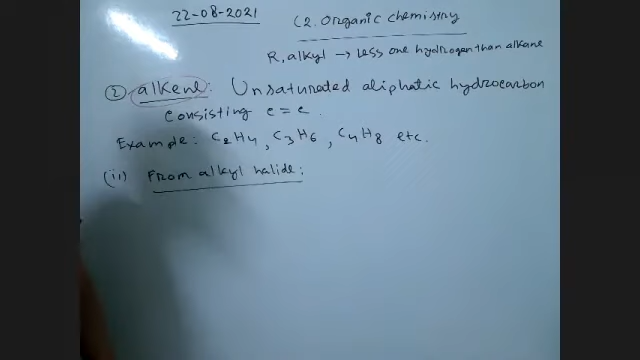 22-08-2021
C2. Organic chemistry
R, alkyl → Less one hydrogen than alkane
② alkene: Unsaturated aliphatic hydrocarbon
consisting c = c.
Example: C2H4, C3H6, C4H8 etc.
(ii) From alkyl halide: